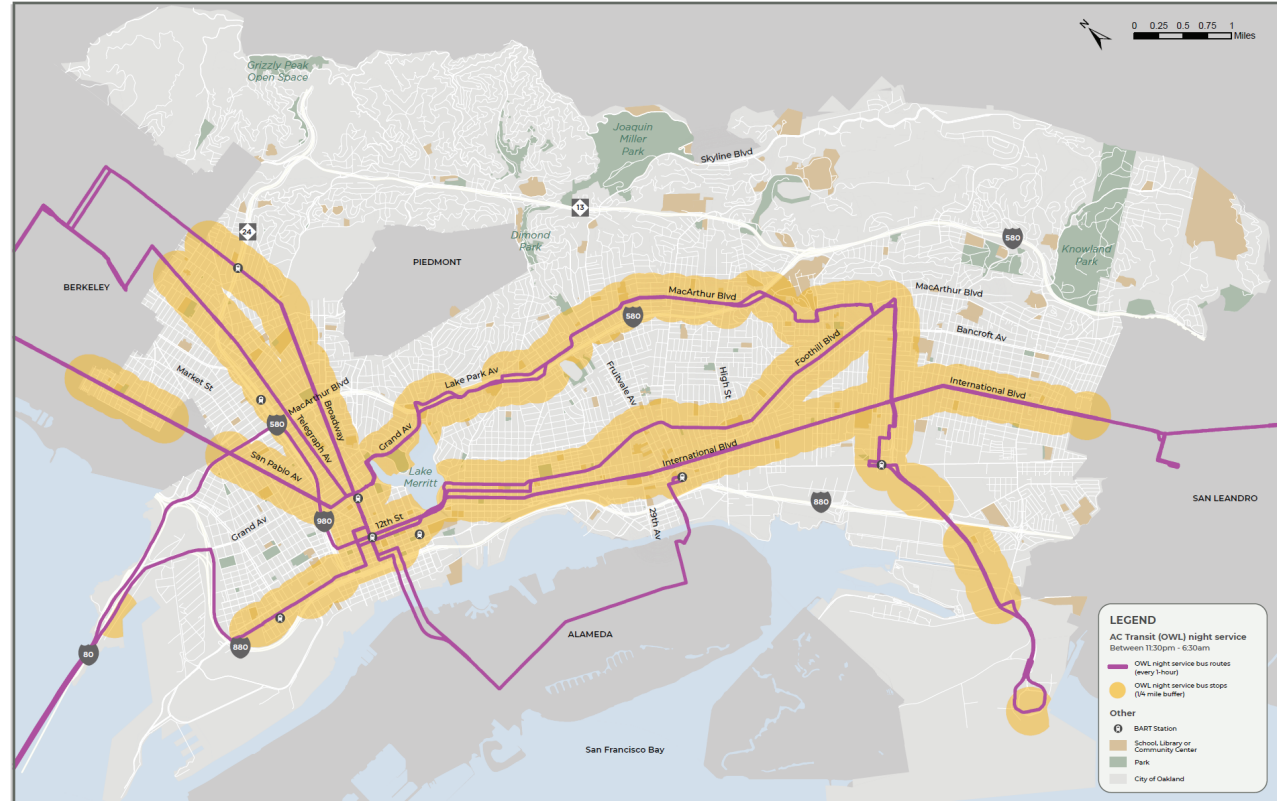 N
0 0.25 0.5 0.75 1
Miles
Grizzly Peak
Open Space
Joaquin
Miller
Park
Skyline Blvd
13
24
Dimond
Park
580
Knowland
Park
PIEDMONT
BERKELEY
MacArthur Blvd
MacArthur Blvd
580
Bancroft Av
Foothill Blvd
Market St
MacArthur Blvd
Lake Park Av
Fruitvale Av
High St
International Blvd
Broadway
580
Telegraph Av
Grand Av
San Pablo Av
Lake
Merritt
International Blvd
SAN LEANDRO
980
12th St
880
Grand Av
29th Av
ALAMEDA
880
80
San Francisco Bay
LEGEND
AC Transit (OWL) night service
Between 11:30pm - 6:30am
OWL night service bus routes
(every 1-hour)
OWL night service bus stops
(1/4 mile buffer)
Other
BART Station
School, Library or
Community Center
Park
City of Oakland